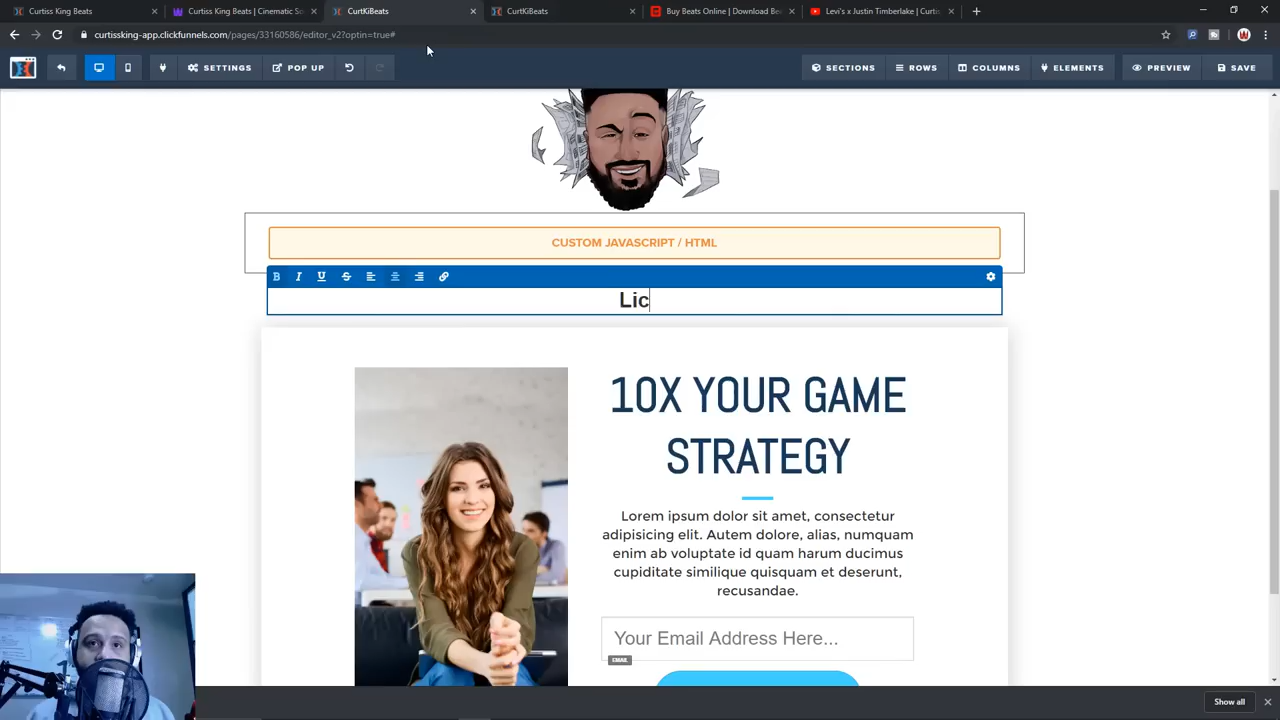 Curtiss King Beats
Curtiss King Beats | Cinematic So
CurtKiBeats
CurtKiBeats
Buy Beats Online | Download Be
Levi's x Justin Timberlake | Curtis
curtissking-app.clickfunnels.com/pages/33160586/editor_v2?optin=true#
SETTINGS
POP UP
SECTIONS
ROWS
COLUMNS
ELEMENTS
PREVIEW
SAVE
CUSTOM JAVASCRIPT / HTML
B I U S
Lic
10X YOUR GAME
STRATEGY
Lorem ipsum dolor sit amet, consectetur
adipisicing elit. Autem dolore, alias, numquam
enim ab voluptate id quam harum ducimus
cupiditate similique quisquam et deserunt,
recusandae.
Your Email Address Here...
EMAIL
Show all